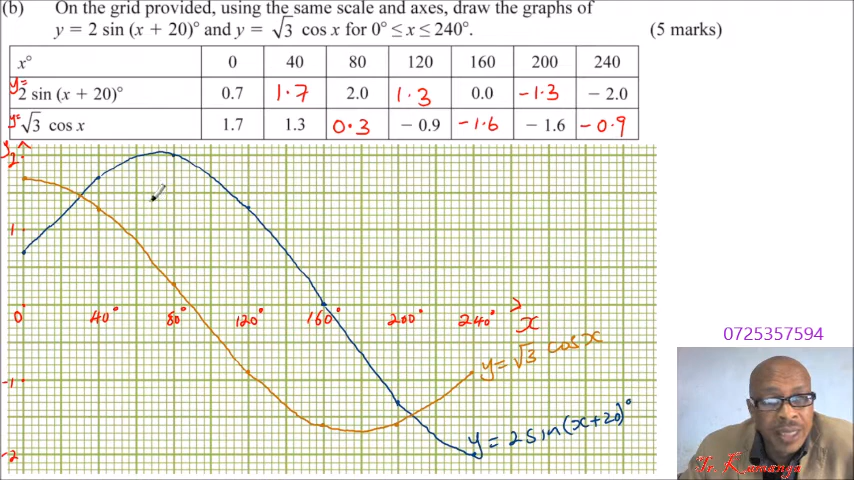 (b) On the grid provided, using the same scale and axes, draw the graphs of
y = 2 sin (x + 20)° and y = √3 cos x for 0° ≤ x ≤ 240°. (5 marks)
x° 0 40 80 120 160 200 240
y= 2 sin (x + 20)° 0.7 1.7 2.0 1.3 0.0 -1.3 – 2.0
y= √3 cos x 1.7 1.3 0.3 – 0.9 -1.6 – 1.6 -0.9
y
2
1
0° 40° 80° 120° 160° 200° 240° x
0725357594
y = √3 cos x
-1
y = 2 sin (x+20)°
-2
Tr. Kamange